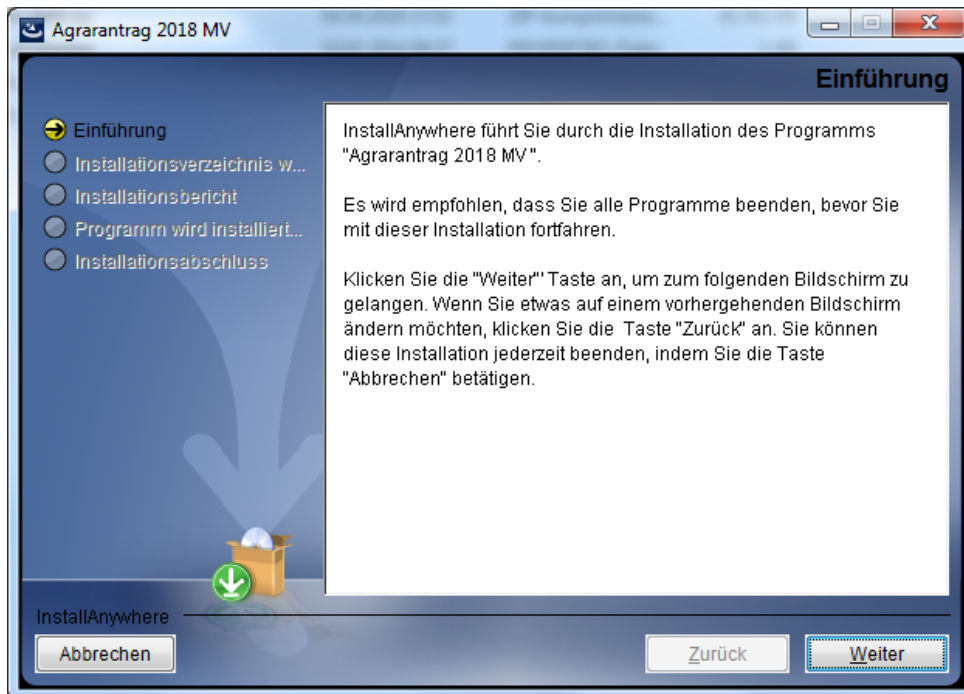 Agrarantrag 2018 MV
Einführung
Einführung
Installationsverzeichnis w...
Installationsbericht
Programm wird installiert...
Installationsabschluss
InstallAnywhere führt Sie durch die Installation des Programms
"Agrarantrag 2018 MV".
Es wird empfohlen, dass Sie alle Programme beenden, bevor Sie
mit dieser Installation fortfahren.
Klicken Sie die "Weiter'" Taste an, um zum folgenden Bildschirm zu
gelangen. Wenn Sie etwas auf einem vorhergehenden Bildschirm
ändern möchten, klicken Sie die  Taste "Zurück" an. Sie können
diese Installation jederzeit beenden, indem Sie die Taste
"Abbrechen" betätigen.
InstallAnywhere
Abbrechen
Zurück
Weiter